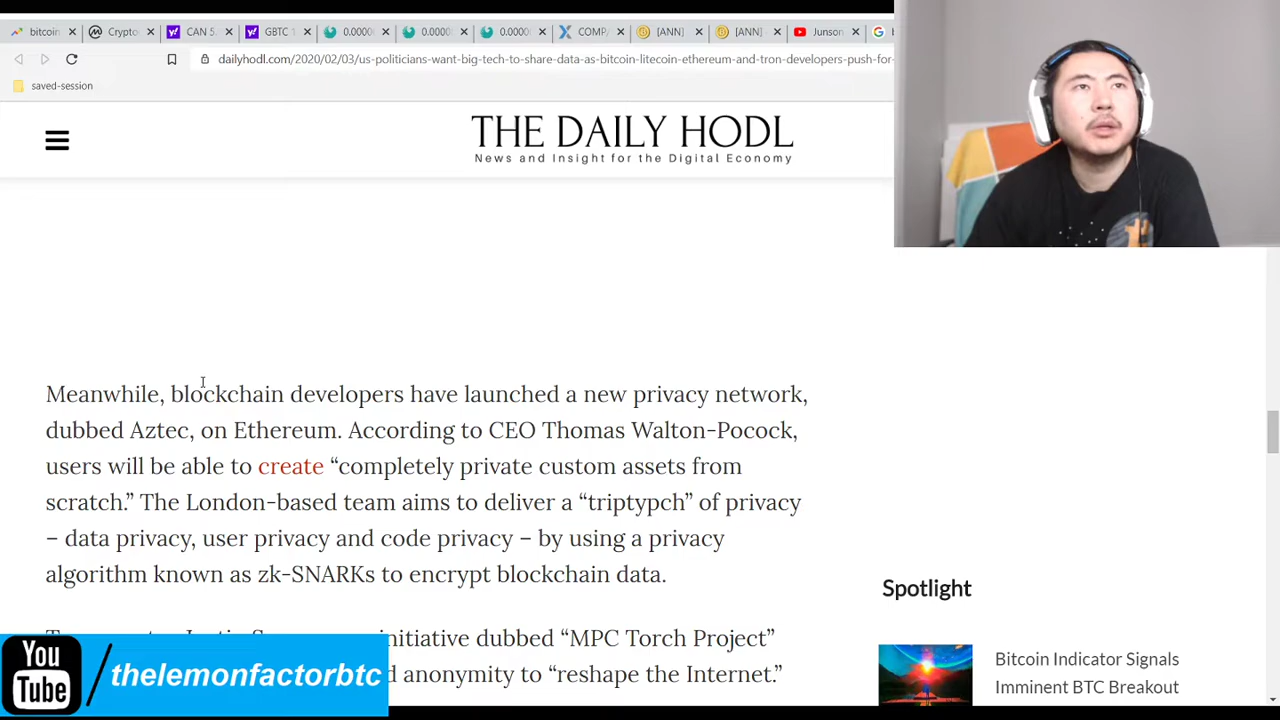 bitcoin
Crypto
CAN 5.
GBTC 1
0.0000
0.0000
0.0000
COMP/
[ANN]
[ANN]
Junson
dailyhodl.com/2020/02/03/us-politicians-want-big-tech-to-share-data-as-bitcoin-litecoin-ethereum-and-tron-developers-push-for-
saved-session
THE DAILY HODL
News and Insight for the Digital Economy
Meanwhile, blockchain developers have launched a new privacy network,
dubbed Aztec, on Ethereum. According to CEO Thomas Walton-Pocock,
users will be able to create “completely private custom assets from
scratch.” The London-based team aims to deliver a “triptypch” of privacy
– data privacy, user privacy and code privacy – by using a privacy
algorithm known as zk-SNARKs to encrypt blockchain data.
initiative dubbed “MPC Torch Project”
d anonymity to “reshape the Internet.”
Spotlight
Bitcoin Indicator Signals
Imminent BTC Breakout
You
Tube
/thelemonfactorbtc